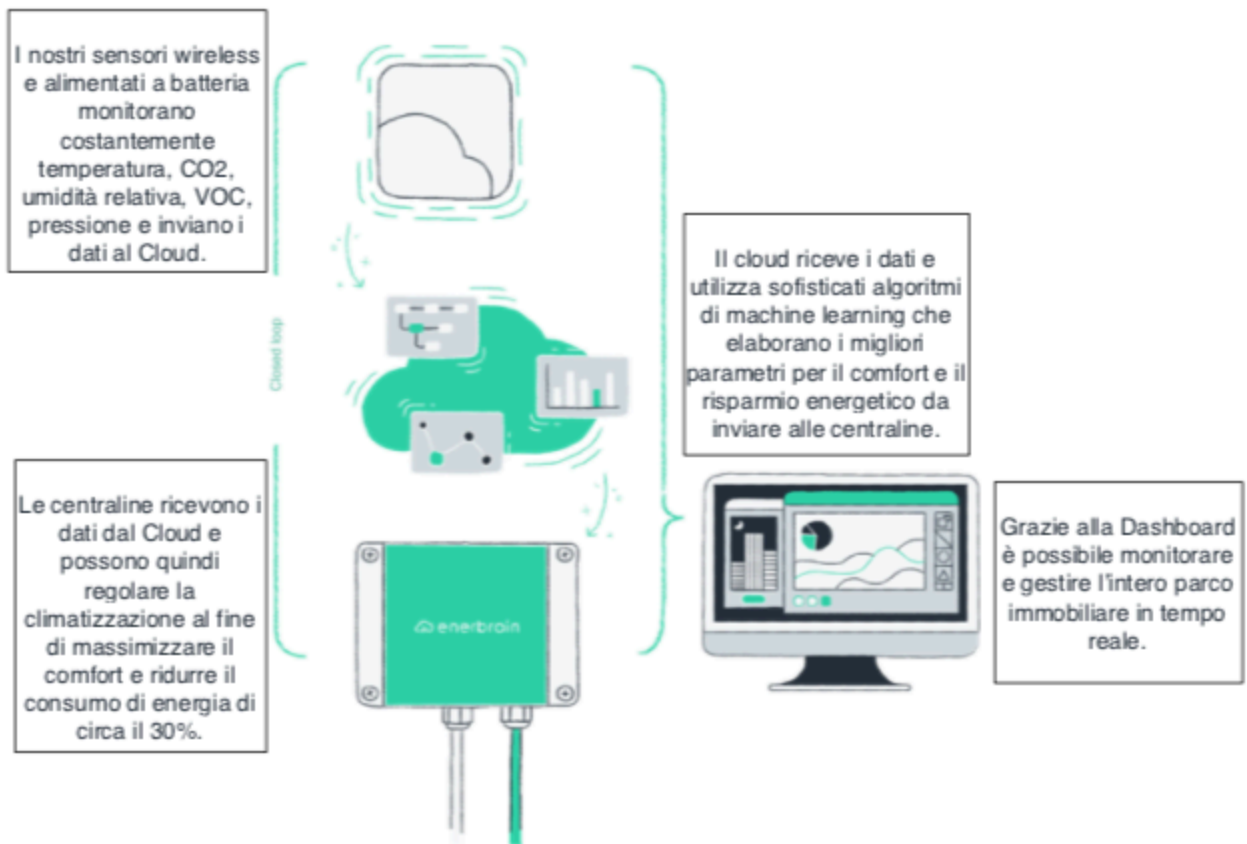 I nostri sensori wireless
e alimentati a batteria
monitorano
costantemente
temperatura, CO2,
umidità relativa, VOC,
pressione e inviano i
dati al Cloud.
Closed loop
Il cloud riceve i dati e
utilizza sofisticati algoritmi
di machine learning che
elaborano i migliori
parametri per il comfort e il
risparmio energetico da
inviare alle centraline.
Le centraline ricevono i
dati dal Cloud e
possono quindi
regolare la
climatizzazione al fine
di massimizzare il
comfort e ridurre il
consumo di energia di
circa il 30%.
enerbrain
Grazie alla Dashboard
è possibile monitorare
e gestire l'intero parco
immobiliare in tempo
reale.